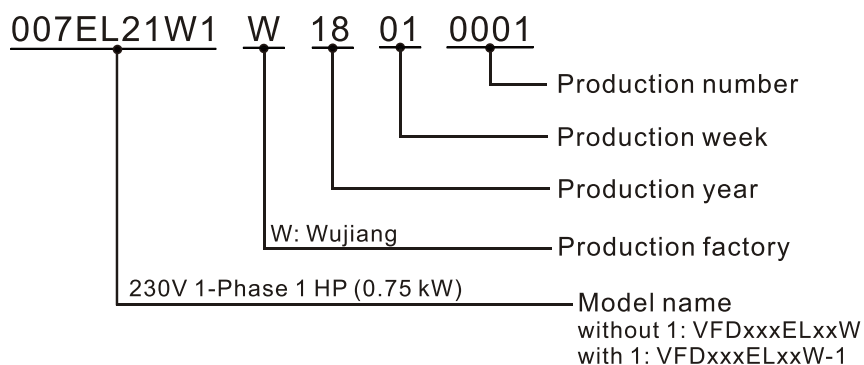 007EL21W1 W 18 01 0001
Production number
Production week
Production year
W: Wujiang
Production factory
230V 1-Phase 1 HP (0.75 kW)
Model name
without 1: VFDxxxELxxW
with 1: VFDxxxELxxW-1